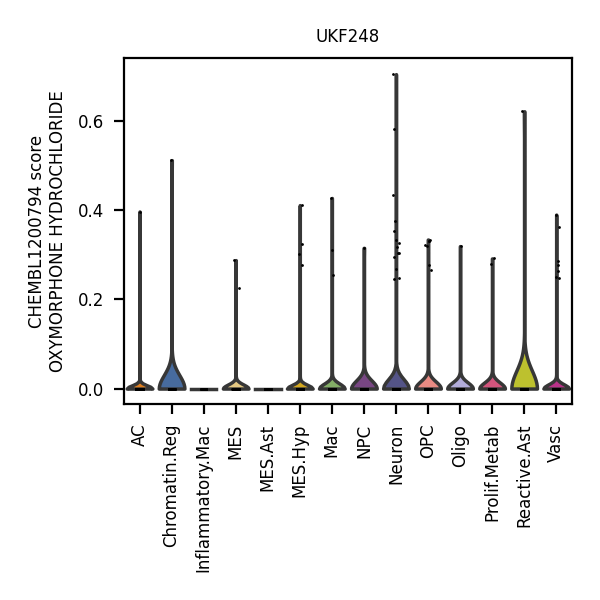 UKF248
CHEMBL1200794 score
OXYMORPHONE HYDROCHLORIDE
0.6
0.4
0.2
0.0
AC
Chromatin.Reg
Inflammatory.Mac
MES
MES.Ast
MES.Hyp
Mac
NPC
Neuron
OPC
Oligo
Prolif.Metab
Reactive.Ast
Vasc